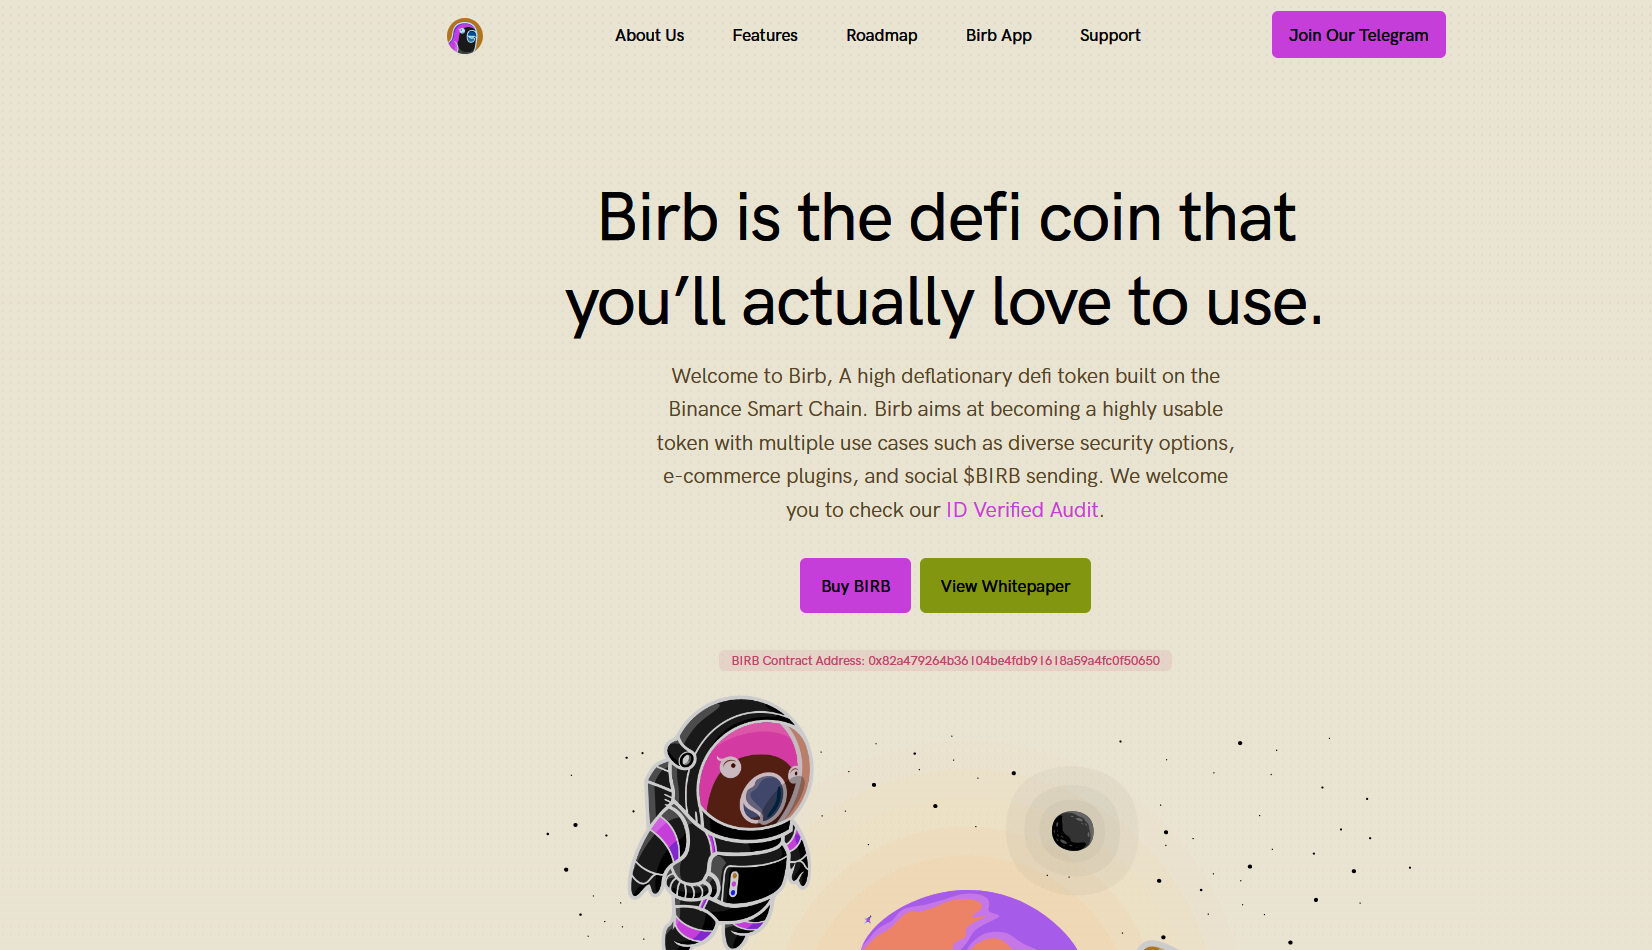 About Us
Features
Roadmap
Birb App
Support
Join Our Telegram
Birb is the defi coin that
you’ll actually love to use.
Welcome to Birb, A high deflationary defi token built on the
Binance Smart Chain. Birb aims at becoming a highly usable
token with multiple use cases such as diverse security options,
e-commerce plugins, and social $BIRB sending. We welcome
you to check our ID Verified Audit.
Buy BIRB
View Whitepaper
BIRB Contract Address: 0x82a479264b36104be4fdb91618a59a4fc0f50650